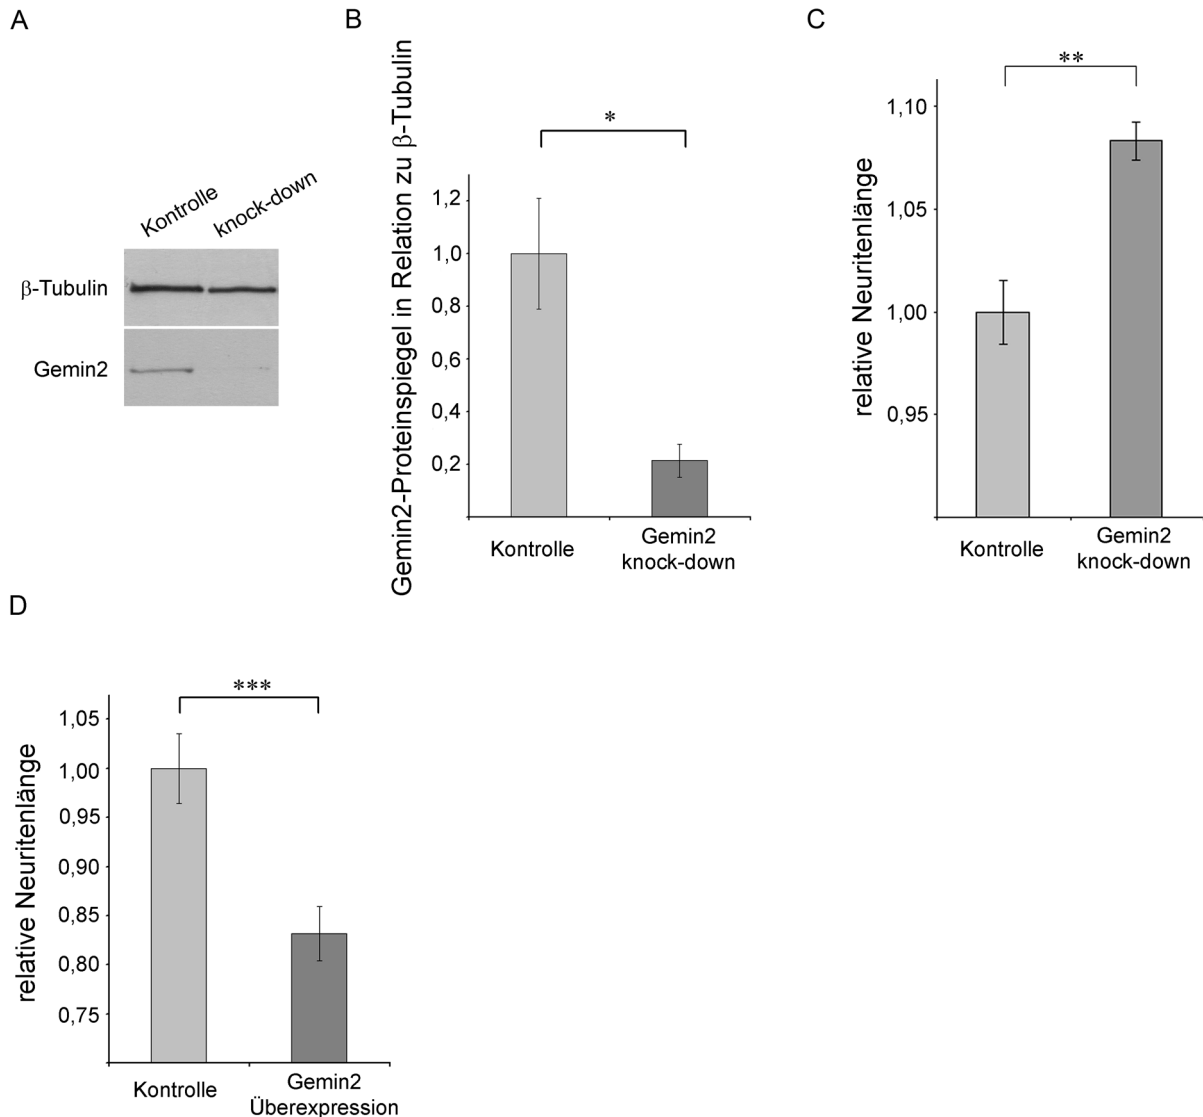 A
Kontrolle
knock-down
β-Tubulin
Gemin2
B
Gemin2-Proteinspiegel in Relation zu β-Tubulin
*
1,2
1,0
0,8
0,6
0,4
0,2
Kontrolle
Gemin2
knock-down
C
relative Neuritenlänge
**
1,10
1,05
1,00
0,95
Kontrolle
Gemin2
knock-down
D
relative Neuritenlänge
***
1,05
1,00
0,95
0,90
0,85
0,80
0,75
Kontrolle
Gemin2
Überexpression